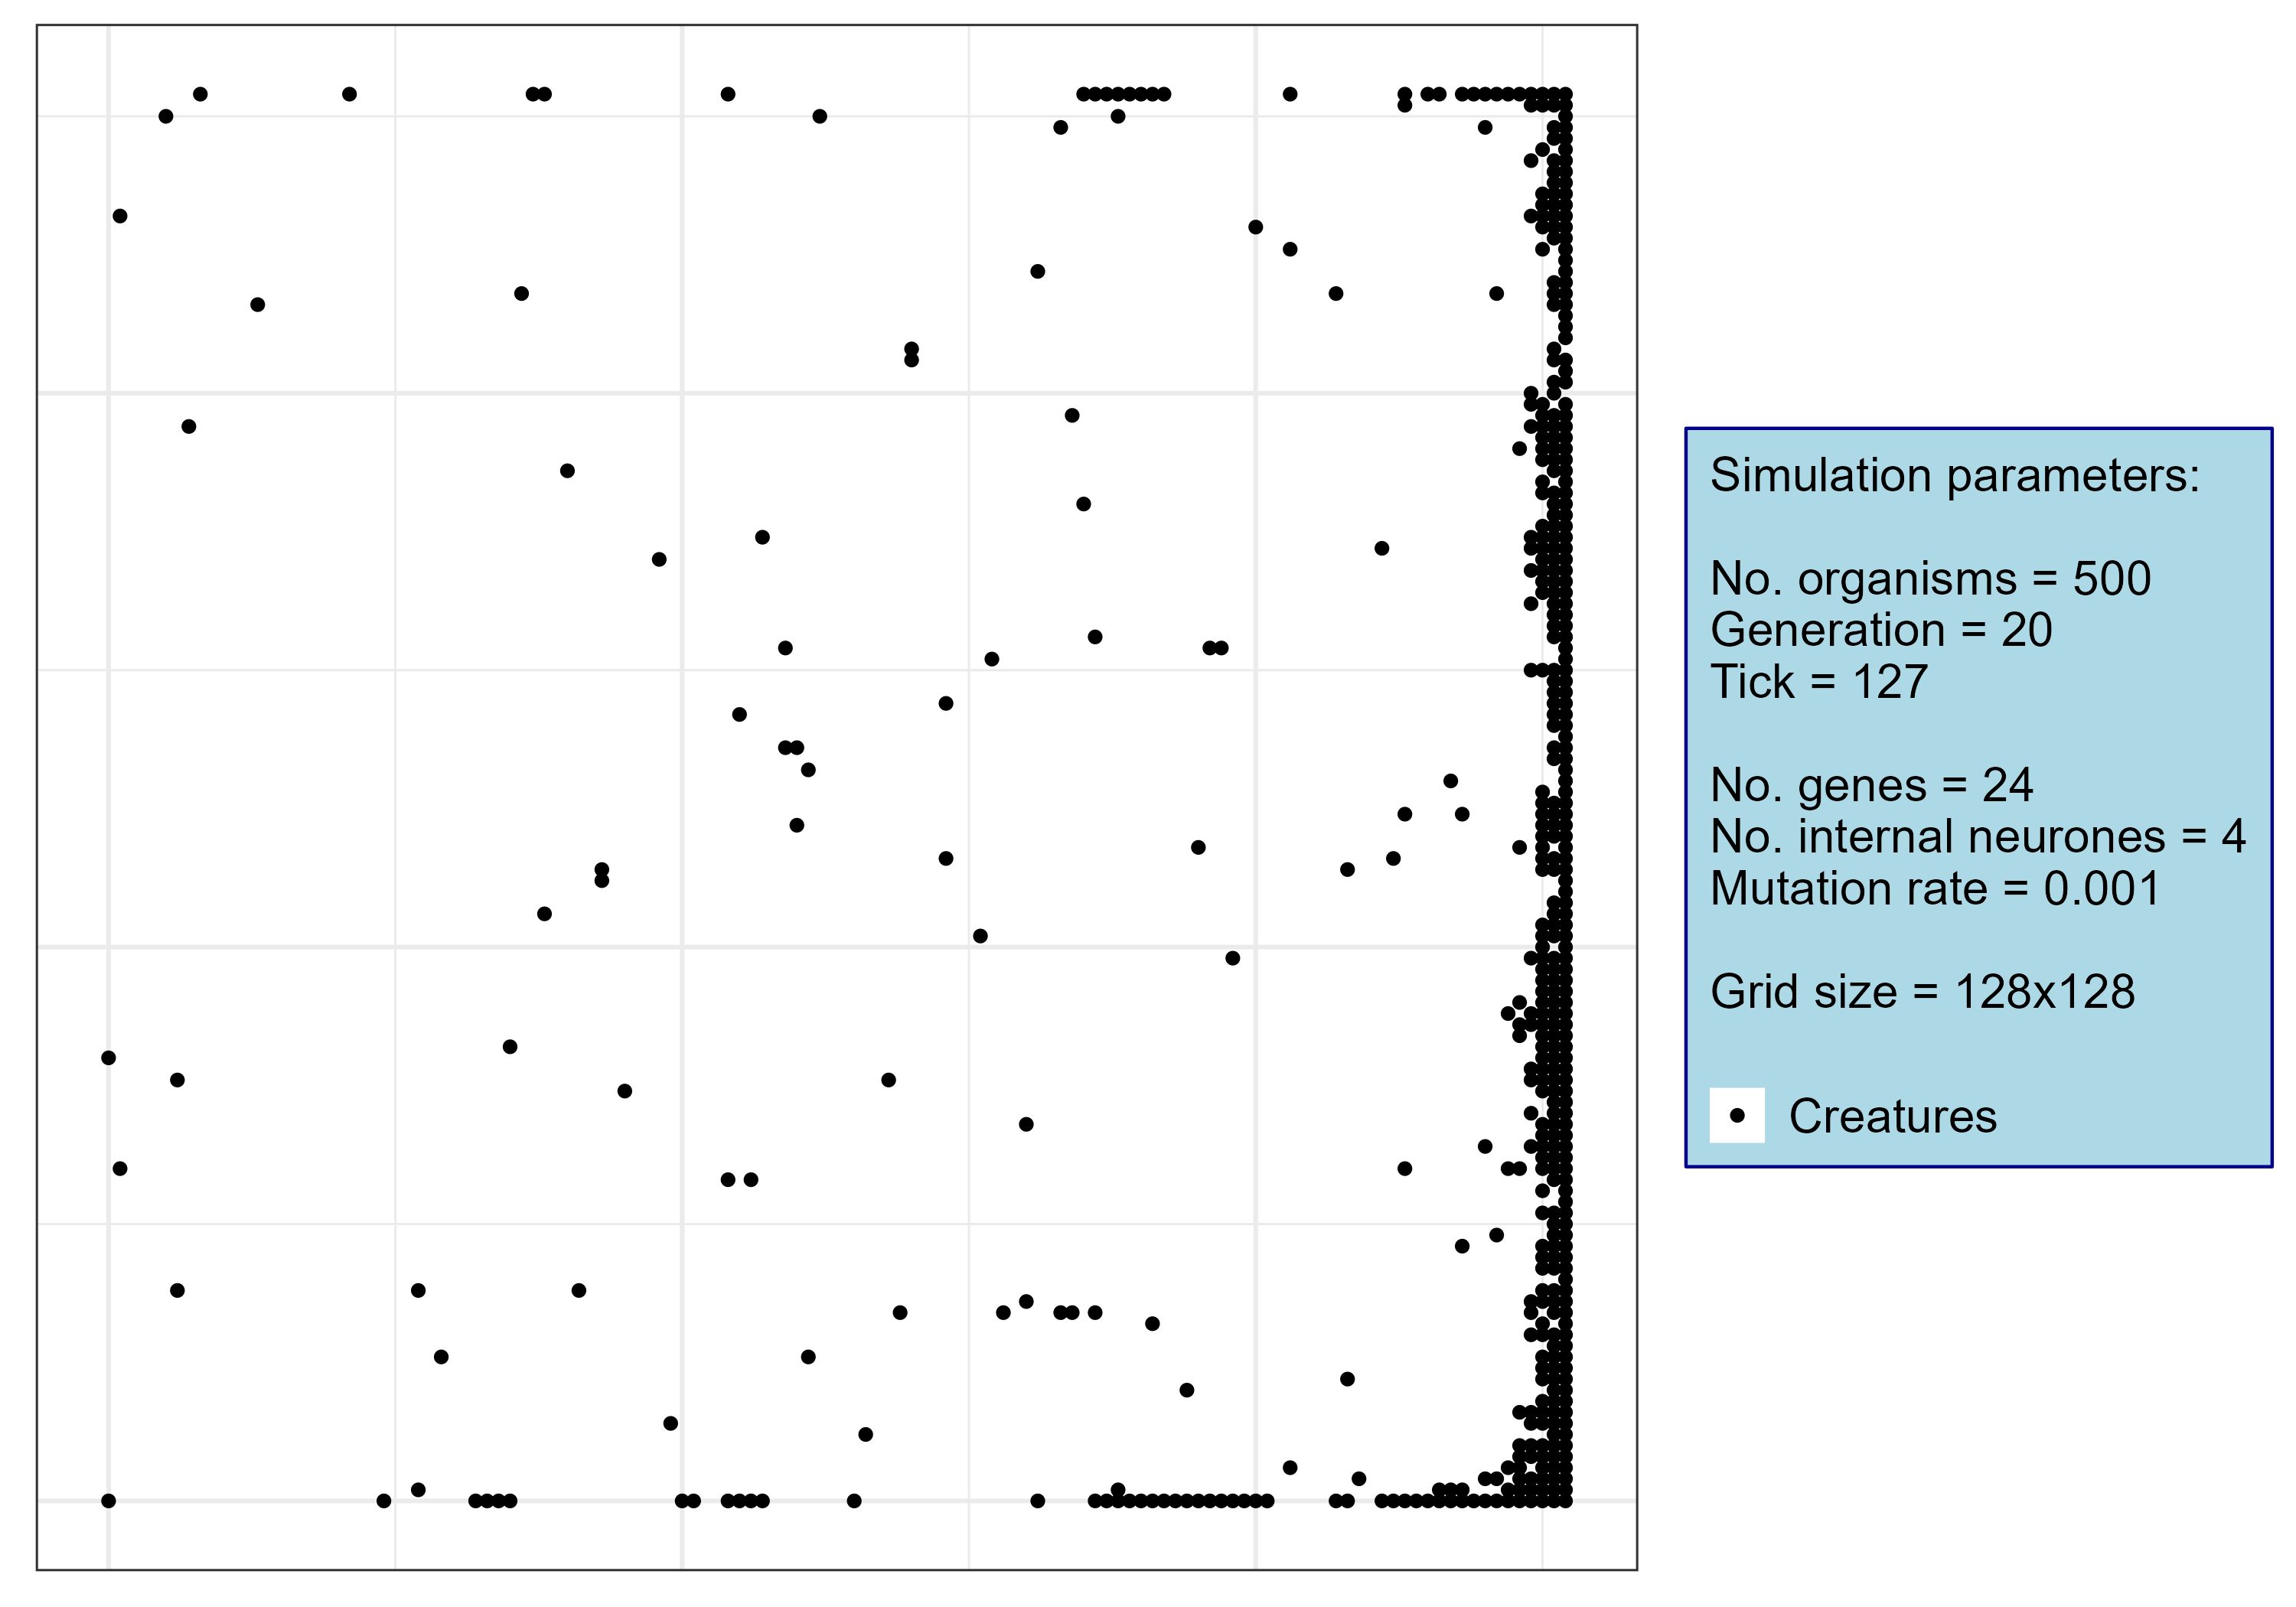 Simulation parameters:
No. organisms = 500
Generation = 20
Tick = 127
No. genes = 24
No. internal neurones = 4
Mutation rate = 0.001
Grid size = 128x128
Creatures